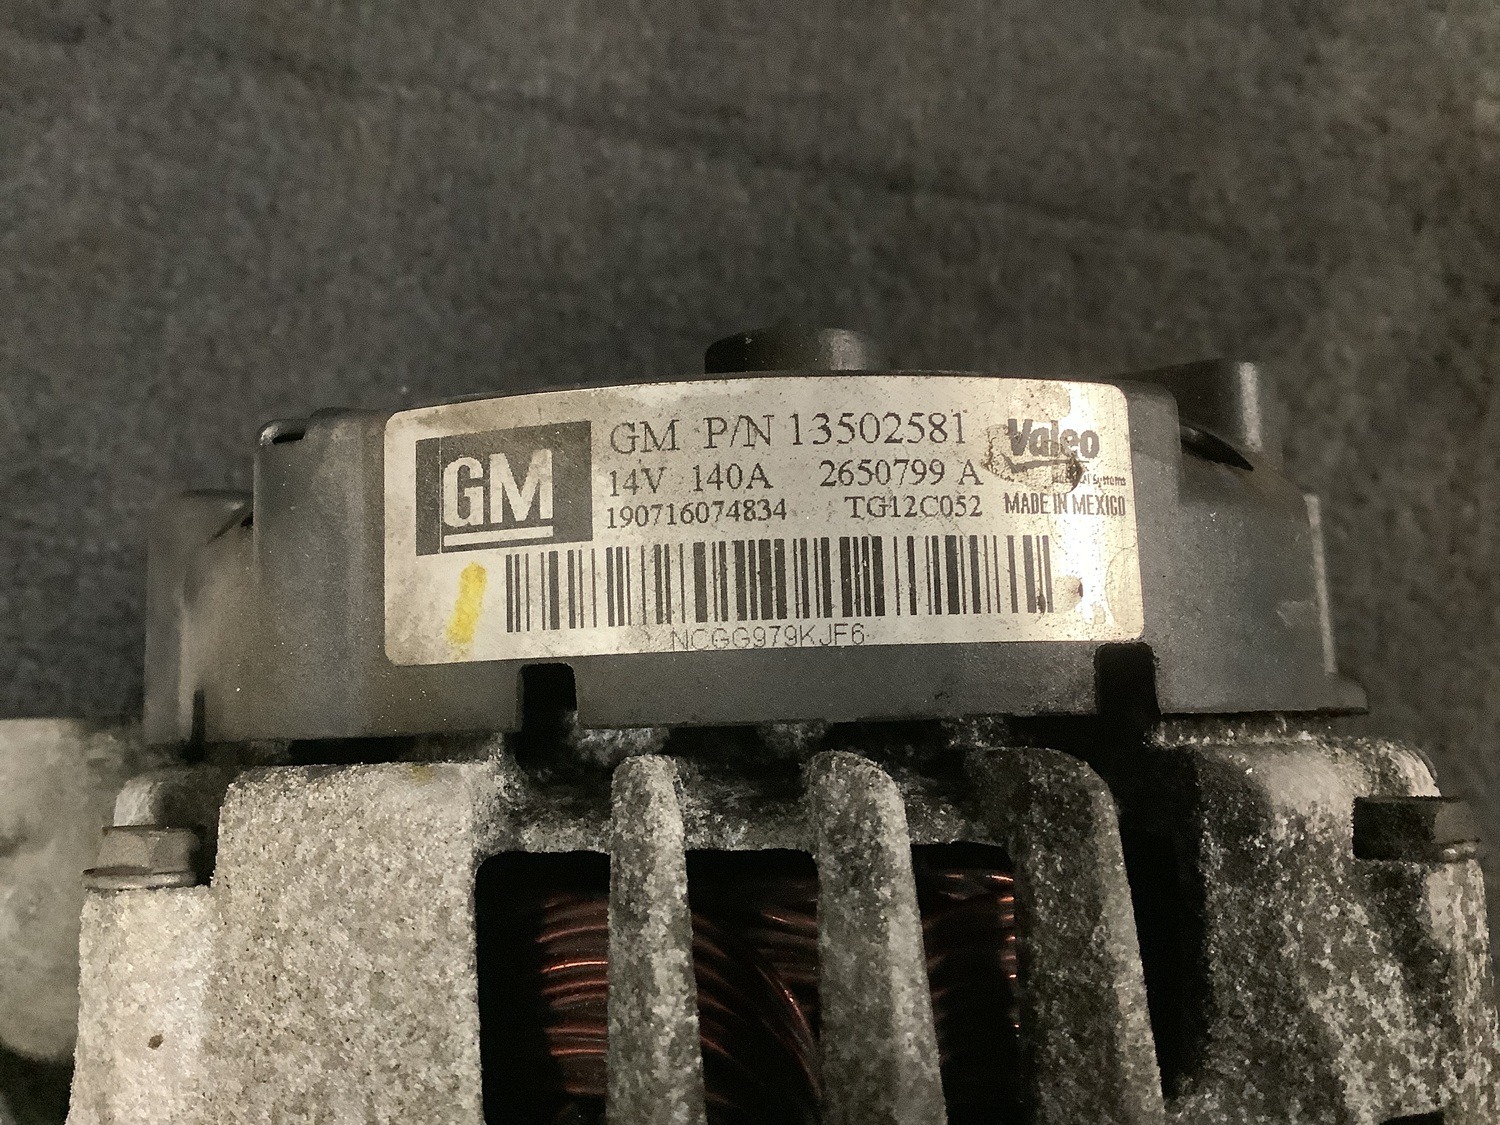 GM
GM P/N 13502581
14V 140A 2650799 A
190716074834 TG12C052
Valeo
MADE IN MEXICO
NCGG979KJF6